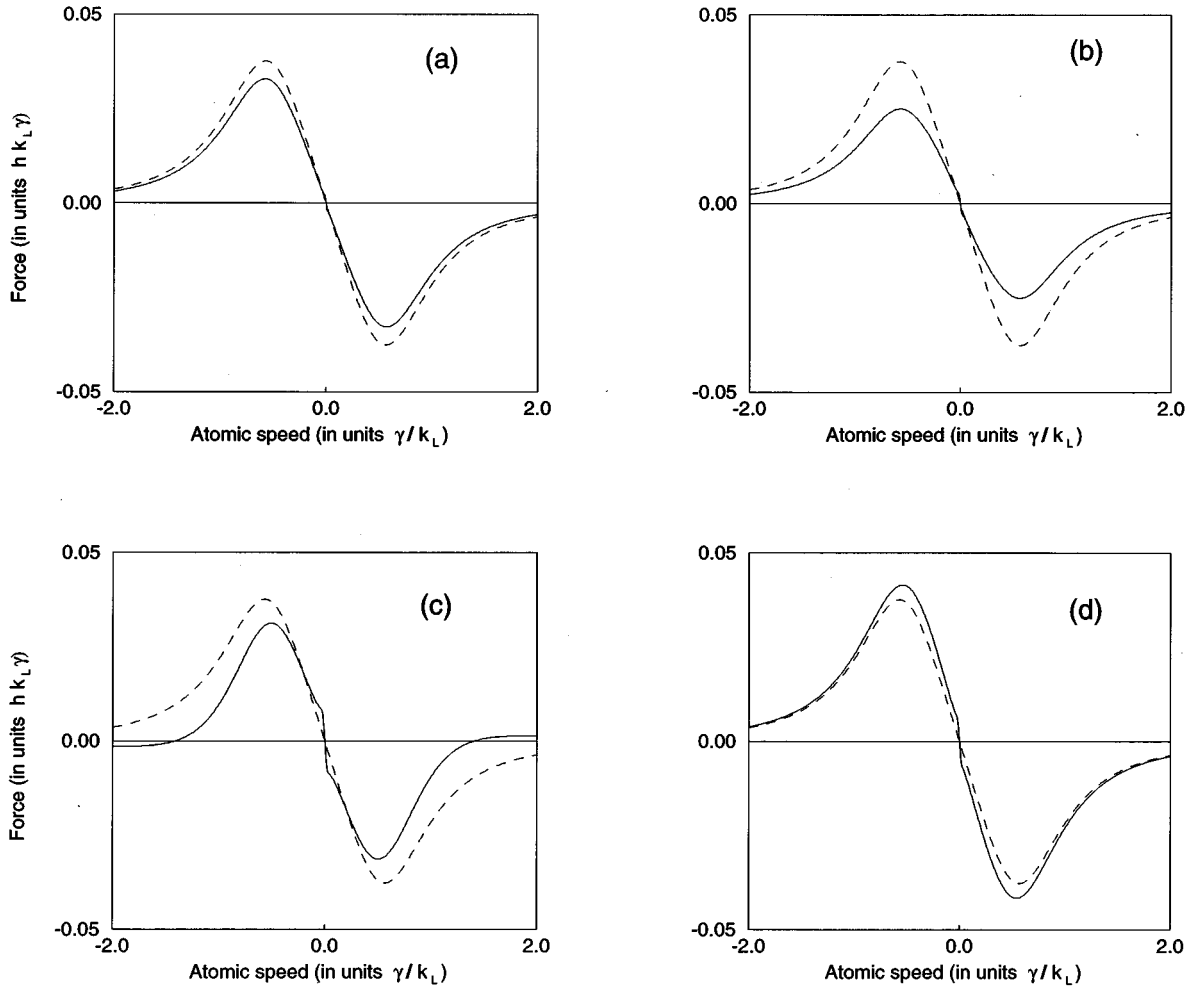 0.05
(a)
0.00
-0.05
-2.0 0.0 2.0
Atomic speed (in units γ / k_L)
Force (in units h k_L γ)
0.05
(b)
0.00
-0.05
-2.0 0.0 2.0
Atomic speed (in units γ / k_L)
0.05
(c)
0.00
-0.05
-2.0 0.0 2.0
Atomic speed (in units γ / k_L)
Force (in units h k_L γ)
0.05
(d)
0.00
-0.05
-2.0 0.0 2.0
Atomic speed (in units γ / k_L)